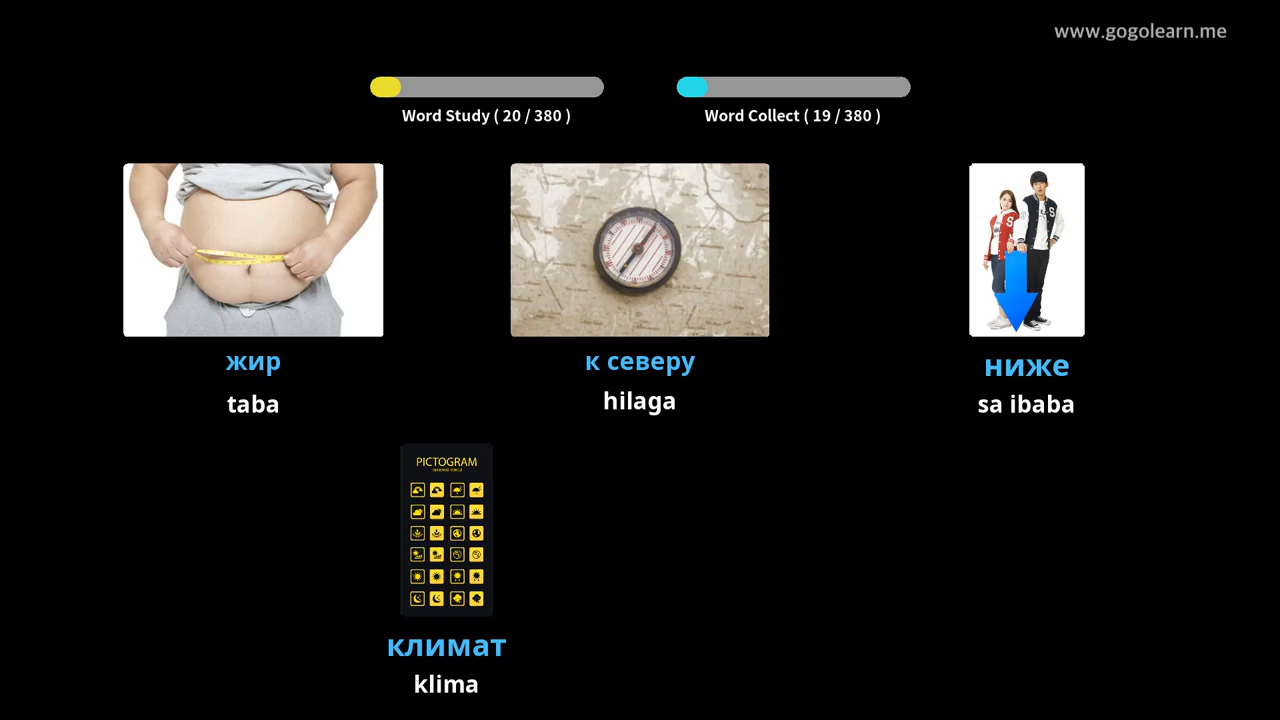 www.gogolearn.me
Word Study ( 20 / 380 )
Word Collect ( 19 / 380 )
жир
taba
к северу
hilaga
ниже
sa ibaba
PICTOGRAM
климат
klima